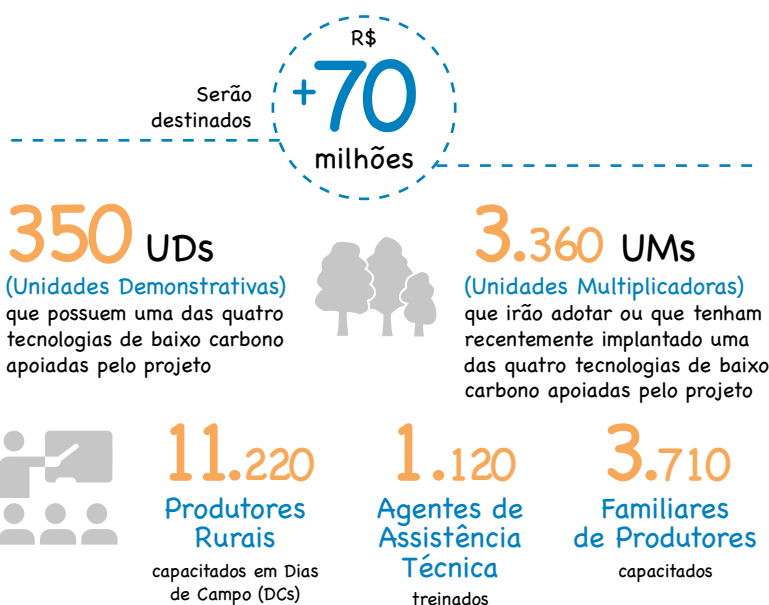 Serão
destinados
R$
+70
milhões
350 UDs
(Unidades Demonstrativas)
que possuem uma das quatro
tecnologias de baixo carbono
apoiadas pelo projeto
3.360 UMs
(Unidades Multiplicadoras)
que irão adotar ou que tenham
recentemente implantado uma
das quatro tecnologias de baixo
carbono apoiadas pelo projeto
11.220
Produtores
Rurais
capacitados em Dias
de Campo (DCs)
1.120
Agentes de
Assistência
Técnica
treinados
3.710
Familiares
de Produtores
capacitados